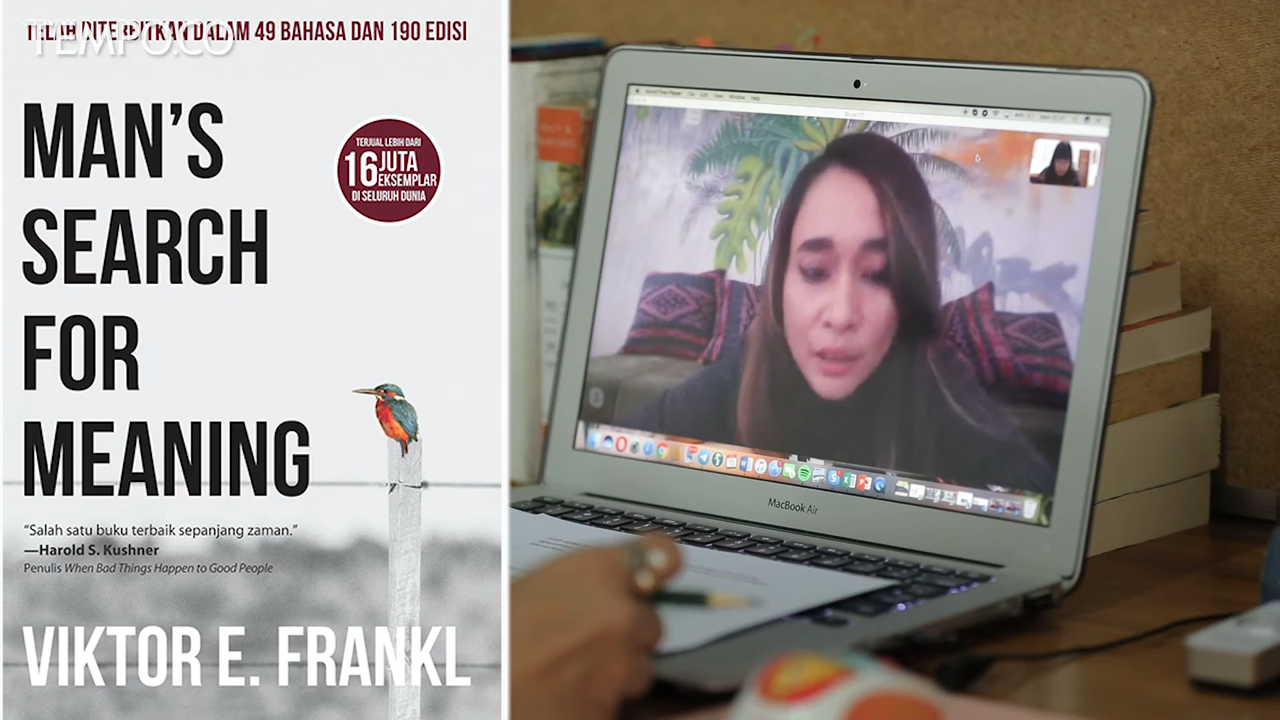 TELAH DITERBITKAN DALAM 49 BAHASA DAN 190 EDISI
TEMPO.CO
MAN'S
SEARCH
FOR
MEANING
TERJUAL LEBIH DARI
16 JUTA
EKSEMPLAR
DI SELURUH DUNIA
“Salah satu buku terbaik sepanjang zaman.”
—Harold S. Kushner
Penulis When Bad Things Happen to Good People
VIKTOR E. FRANKL
MacBook Air